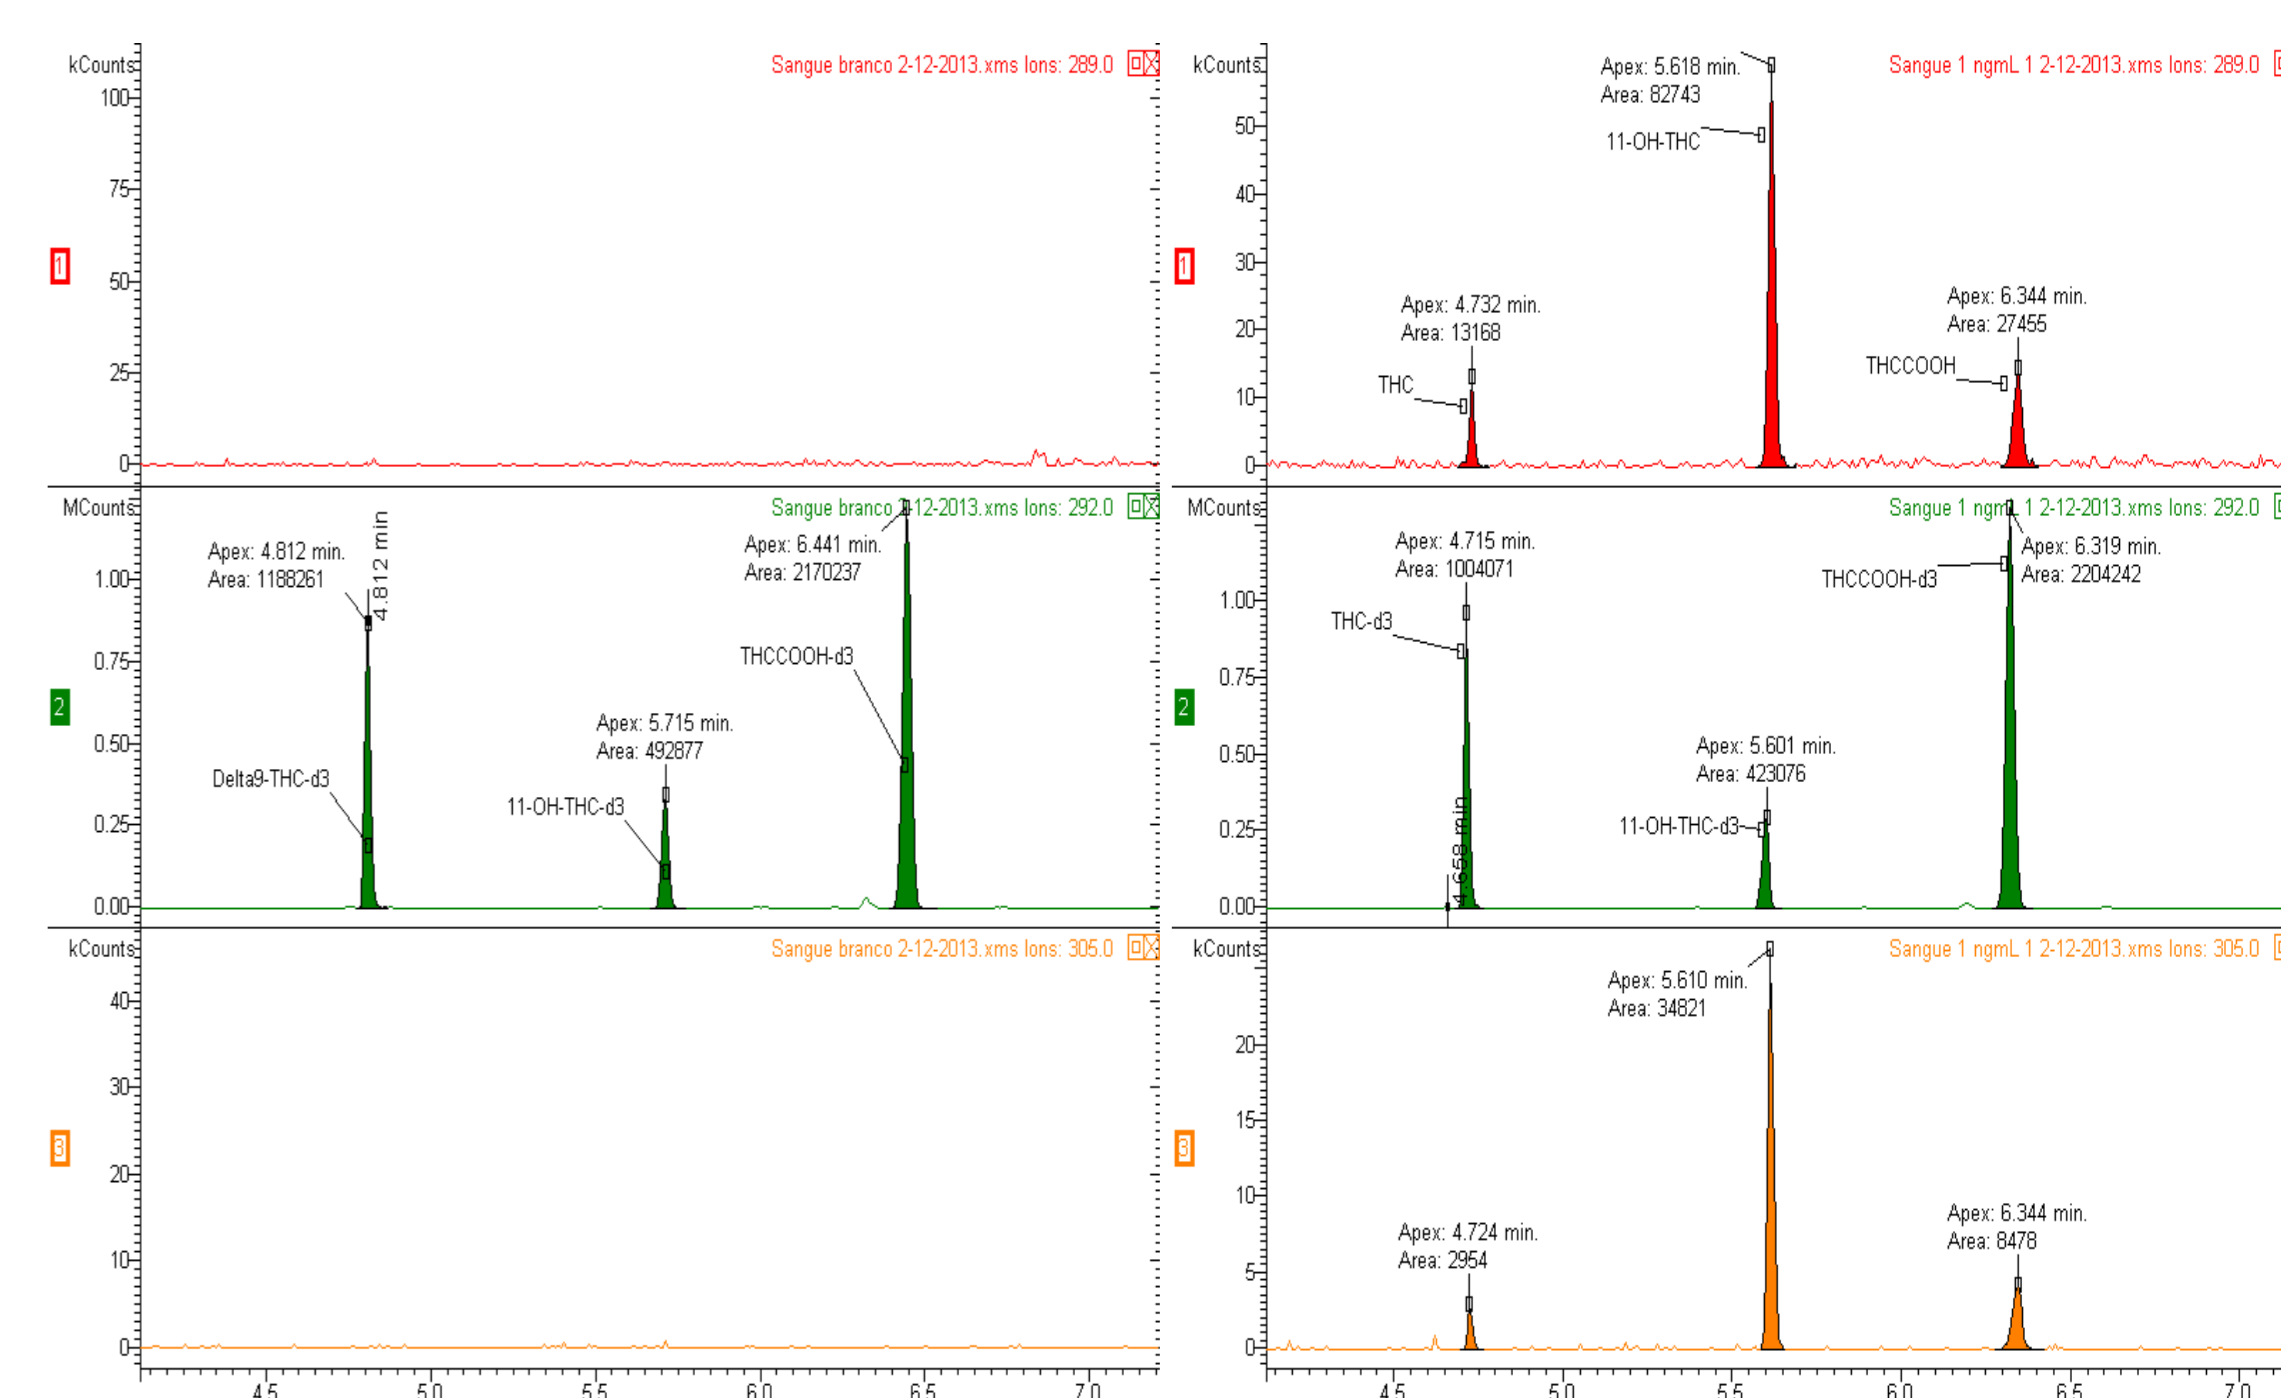 kCounts
Sangue branco 2-12-2013.xms Ions: 289.0
100
75
50
25
0
1
MCounts
Sangue branco 2-12-2013.xms Ions: 292.0
Apex: 4.812 min.
Area: 1188261
4.812 min
Apex: 6.441 min.
Area: 2170237
1.00
0.75
0.50
0.25
0.00
THCCOOH-d3
Apex: 5.715 min.
Area: 492877
Delta9-THC-d3
11-OH-THC-d3
2
kCounts
Sangue branco 2-12-2013.xms Ions: 305.0
40
30
20
10
0
3
4.5 5.0 5.5 6.0 6.5 7.0
kCounts
Sangue 1 ngmL 1 2-12-2013.xms Ions: 289.0
Apex: 5.618 min.
Area: 82743
11-OH-THC
50
40
30
20
10
0
1
Apex: 4.732 min.
Area: 13168
THC
Apex: 6.344 min.
Area: 27455
THCCOOH
MCounts
Sangue 1 ngmL 1 2-12-2013.xms Ions: 292.0
Apex: 4.715 min.
Area: 1004071
THC-d3
Apex: 6.319 min.
Area: 2204242
THCCOOH-d3
1.00
0.75
0.50
0.25
0.00
2
Apex: 5.601 min.
Area: 423076
11-OH-THC-d3
4.658 min
kCounts
Sangue 1 ngmL 1 2-12-2013.xms Ions: 305.0
Apex: 5.610 min.
Area: 34821
20
15
10
5
0
3
Apex: 4.724 min.
Area: 2954
Apex: 6.344 min.
Area: 8478
4.5 5.0 5.5 6.0 6.5 7.0